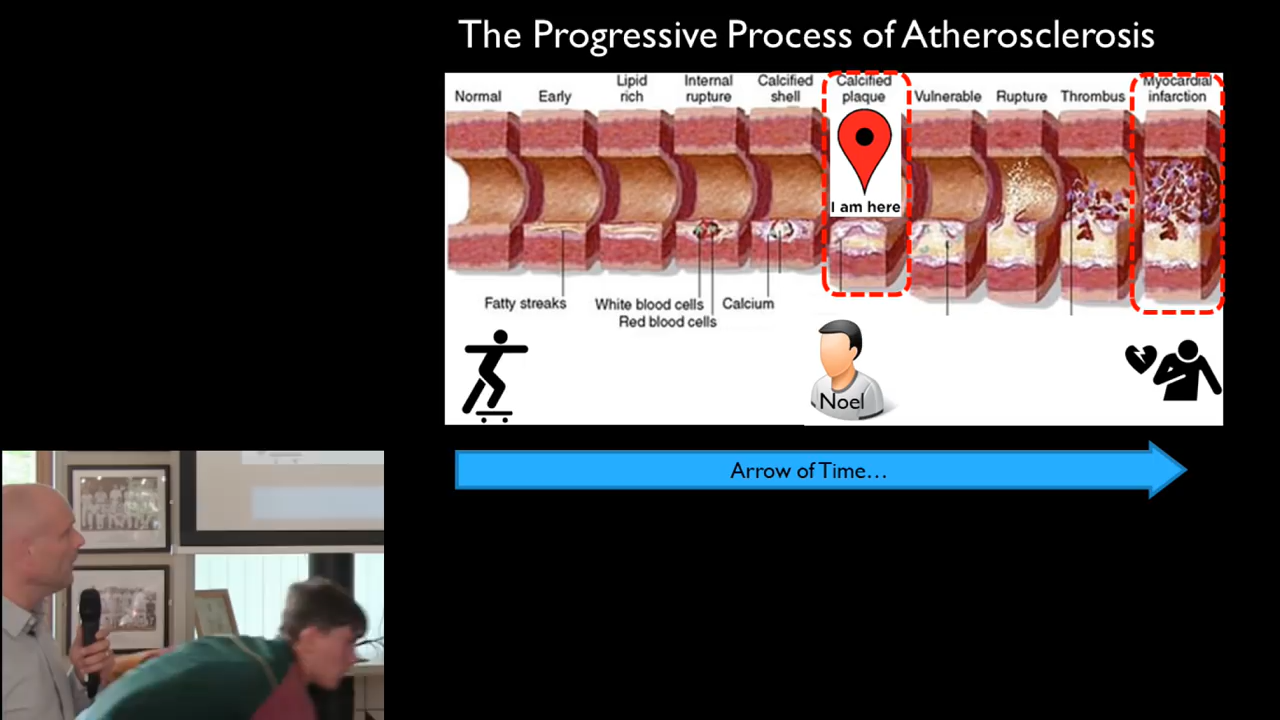 The Progressive Process of Atherosclerosis
Normal
Early
Lipid
rich
Internal
rupture
Calcified
shell
Calcified
plaque
Vulnerable
Rupture
Thrombus
Myocardial
infarction
I am here
Fatty streaks
White blood cells
Red blood cells
Calcium
Noel
Arrow of Time...